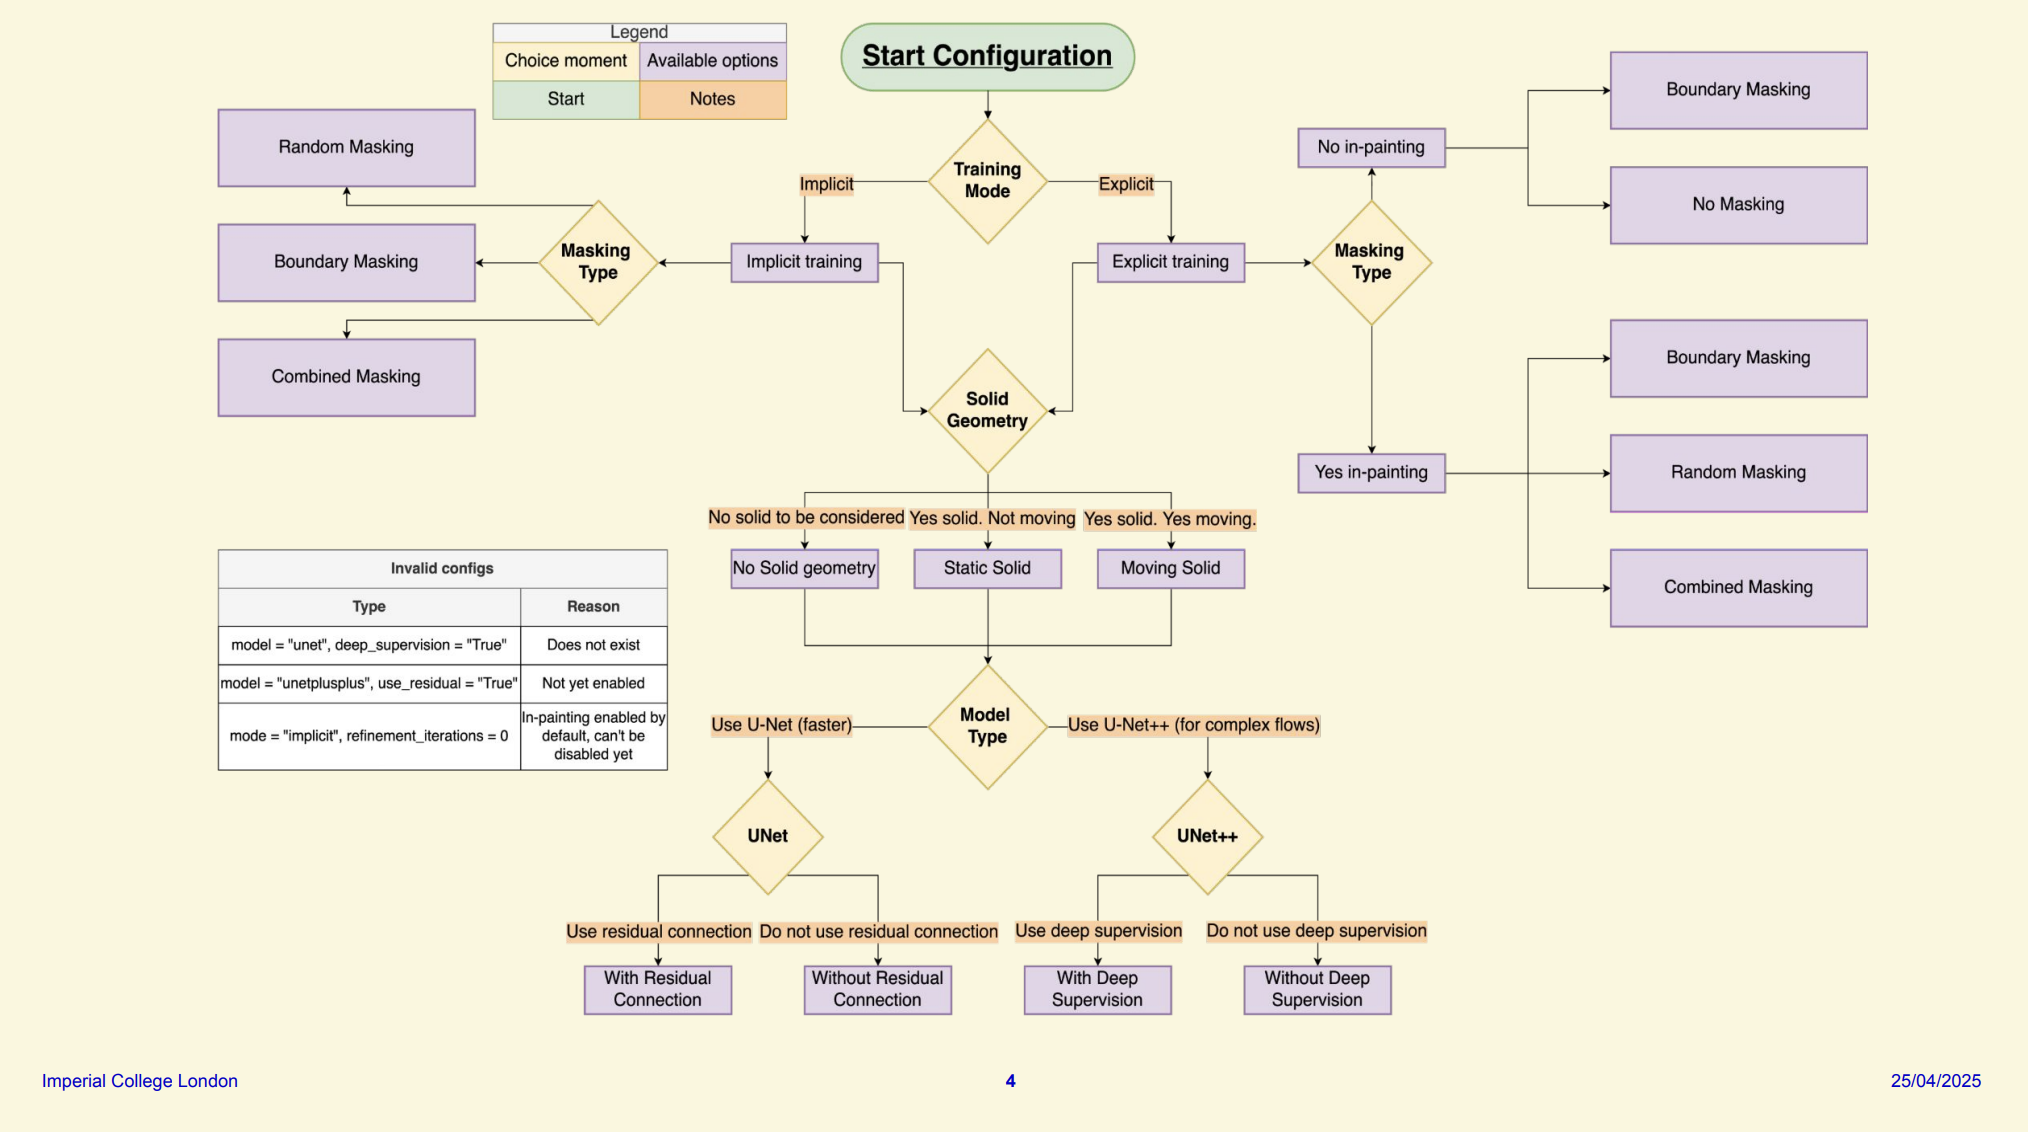 Legend
Choice moment
Available options
Start
Notes
Start Configuration
Training
Mode
Implicit
Explicit
Implicit training
Explicit training
Masking
Type
Random Masking
Boundary Masking
Combined Masking
Masking
Type
No in-painting
Boundary Masking
No Masking
Yes in-painting
Boundary Masking
Random Masking
Combined Masking
Solid
Geometry
No solid to be considered
Yes solid. Not moving
Yes solid. Yes moving.
No Solid geometry
Static Solid
Moving Solid
Invalid configs
Type
Reason
model = "unet", deep_supervision = "True"
Does not exist
model = "unetplusplus", use_residual = "True"
Not yet enabled
mode = "implicit", refinement_iterations = 0
In-painting enabled by
default, can't be
disabled yet
Model
Type
Use U-Net (faster)
Use U-Net++ (for complex flows)
UNet
UNet++
Use residual connection
Do not use residual connection
Use deep supervision
Do not use deep supervision
With Residual
Connection
Without Residual
Connection
With Deep
Supervision
Without Deep
Supervision
Imperial College London
4
25/04/2025